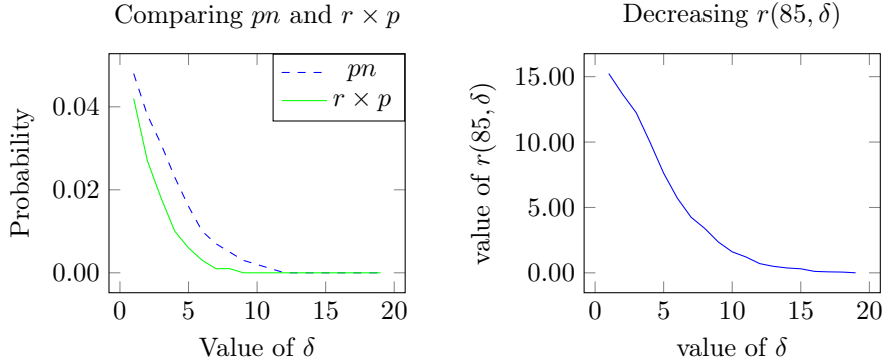 Comparing pn and r × p
0.04
0.02
0.00
0
5
10
15
20
Probability
Value of δ
pn
r × p
Decreasing r(85, δ)
15.00
10.00
5.00
0.00
0
5
10
15
20
value of r(85, δ)
value of δ